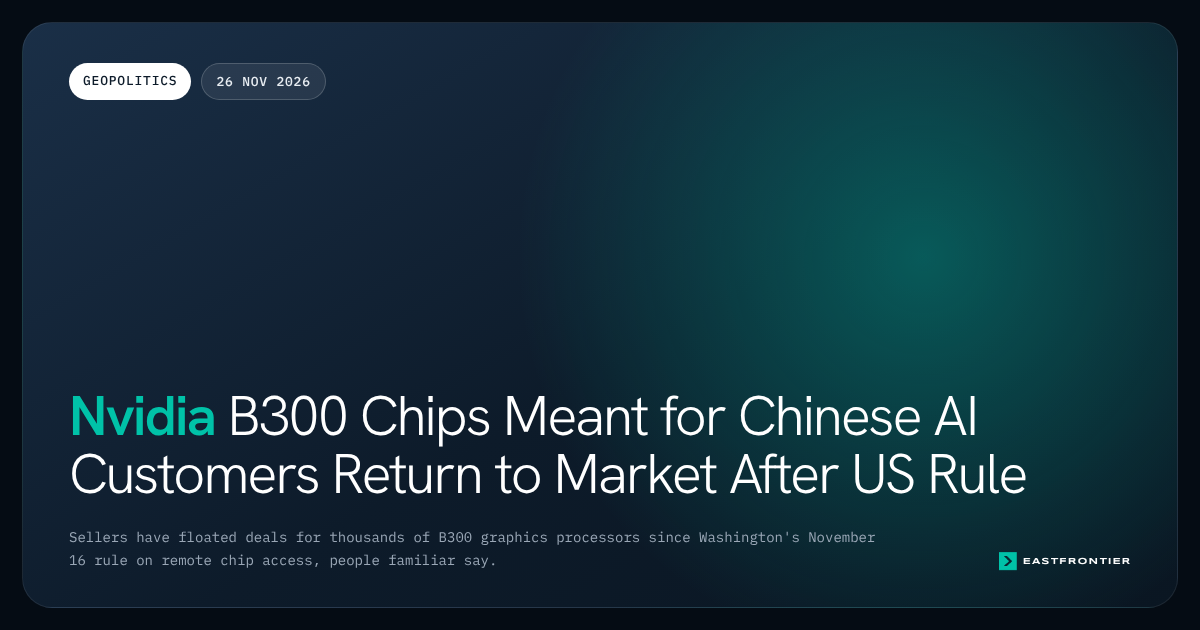 GEOPOLITICS
26 NOV 2026
Nvidia B300 Chips Meant for Chinese AI
Customers Return to Market After US Rule
Sellers have floated deals for thousands of B300 graphics processors since Washington's November
16 rule on remote chip access, people familiar say.
EASTFRONTIER